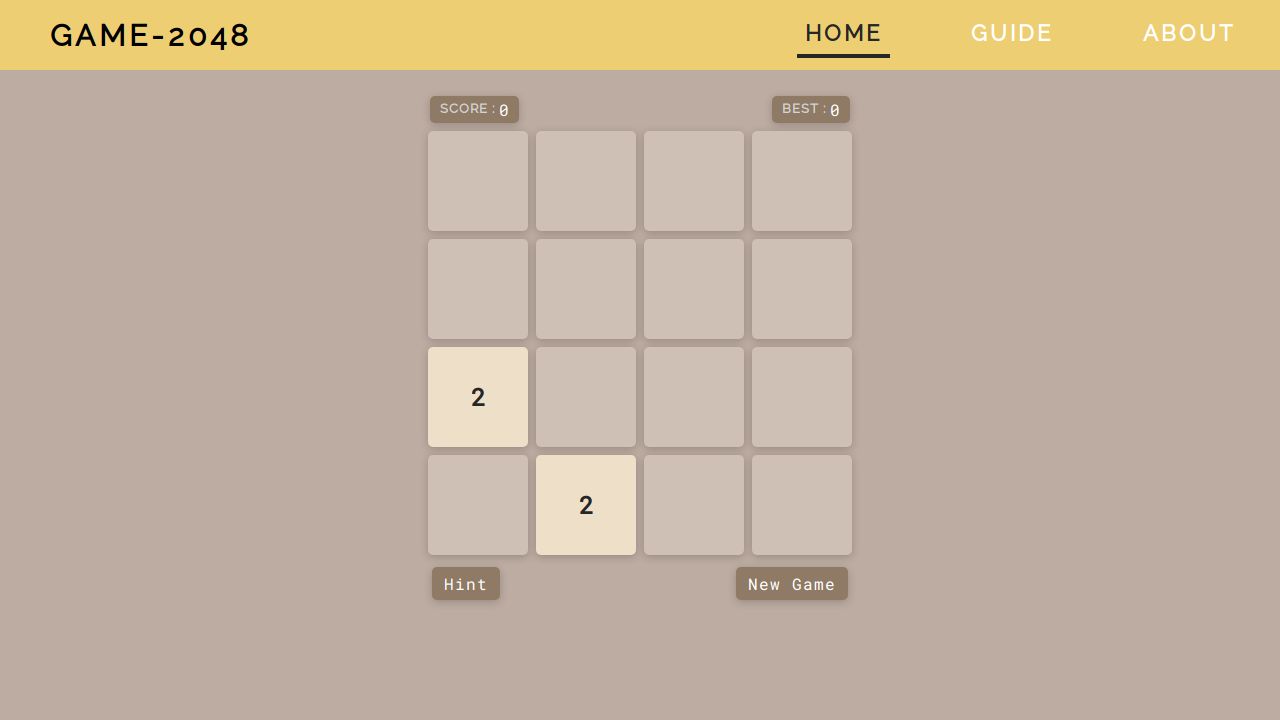 GAME-2048 HOME GUIDE ABOUT
SCORE : 0 BEST : 0
2
2
Hint New Game